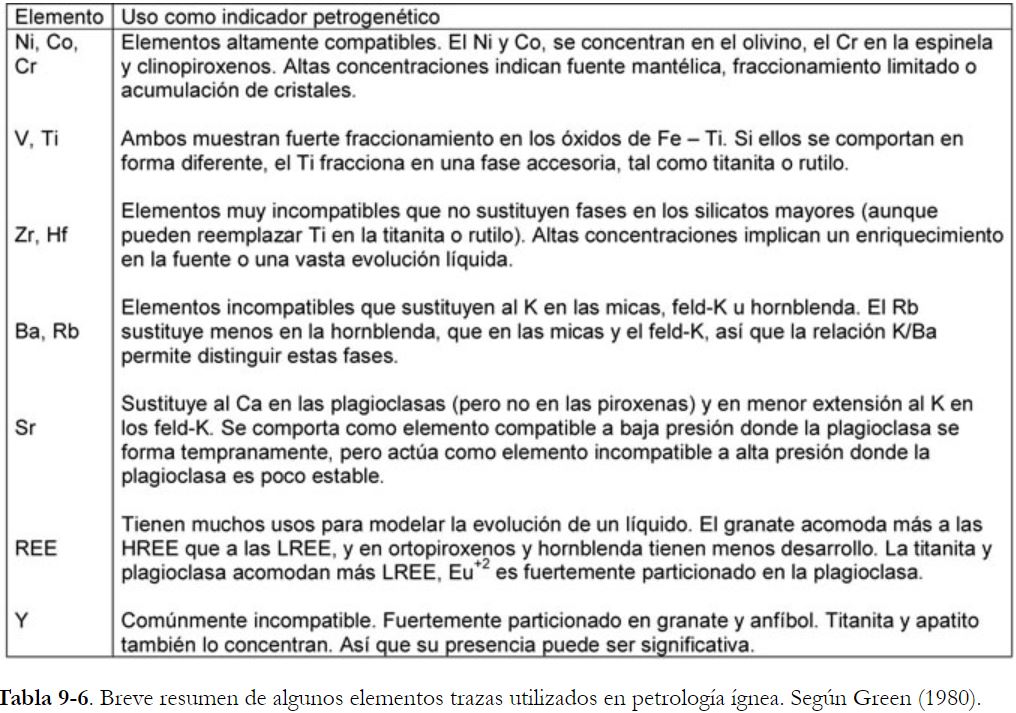 Elemento Uso como indicador petrogenético
Ni, Co, Elementos altamente compatibles. El Ni y Co, se concentran en el olivino, el Cr en la espinela
Cr y clinopiroxenos. Altas concentraciones indican fuente mantélica, fraccionamiento limitado o
acumulación de cristales.
V, Ti Ambos muestran fuerte fraccionamiento en los óxidos de Fe – Ti. Si ellos se comportan en
forma diferente, el Ti fracciona en una fase accesoria, tal como titanita o rutilo.
Elementos muy incompatibles que no sustituyen fases en los silicatos mayores (aunque
Zr, Hf pueden reemplazar Ti en la titanita o rutilo). Altas concentraciones implican un enriquecimiento
en la fuente o una vasta evolución líquida.
Elementos incompatibles que sustituyen al K en las micas, feld-K u hornblenda. El Rb
Ba, Rb sustituye menos en la hornblenda, que en las micas y el feld-K, así que la relación K/Ba
permite distinguir estas fases.
Sustituye al Ca en las plagioclasas (pero no en las piroxenas) y en menor extensión al K en
Sr los feld-K. Se comporta como elemento compatible a baja presión donde la plagioclasa se
forma tempranamente, pero actúa como elemento incompatible a alta presión donde la
plagioclasa es poco estable.
Tienen muchos usos para modelar la evolución de un líquido. El granate acomoda más a las
REE HREE que a las LREE, y en ortopiroxenos y hornblenda tienen menos desarrollo. La titanita y
plagioclasa acomodan más LREE, Eu⁺² es fuertemente particionado en la plagioclasa.
Y Comúnmente incompatible. Fuertemente particionado en granate y anfíbol. Titanita y apatito
también lo concentran. Así que su presencia puede ser significativa.
Tabla 9-6. Breve resumen de algunos elementos trazas utilizados en petrología ígnea. Según Green (1980).